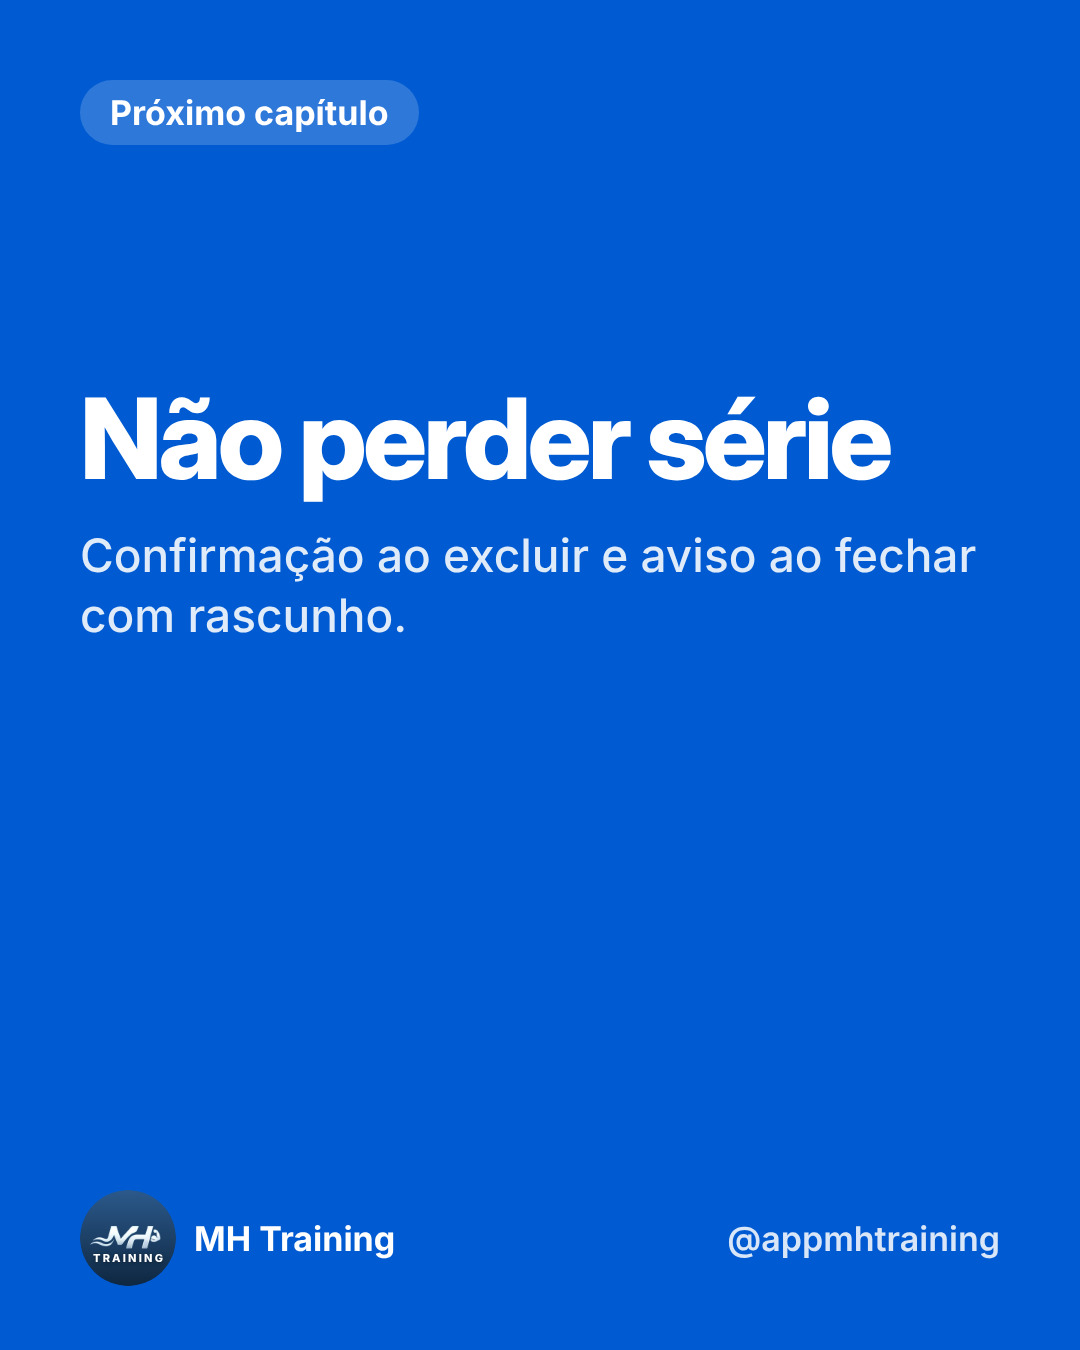 Próximo capítulo
Não perder série
Confirmação ao excluir e aviso ao fechar
com rascunho.
MH
TRAINING
MH Training
@appmhtraining